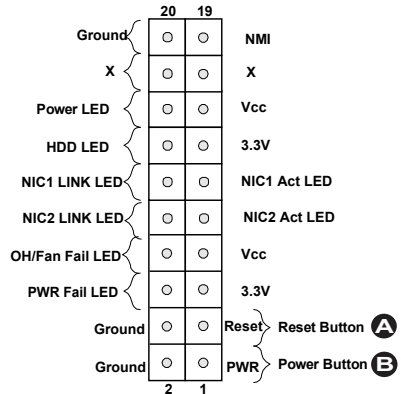 20 19
Ground NMI
X X
Power LED Vcc
HDD LED 3.3V
NIC1 LINK LED NIC1 Act LED
NIC2 LINK LED NIC2 Act LED
OH/Fan Fail LED Vcc
PWR Fail LED 3.3V
Ground Reset Reset Button A
Ground PWR Power Button B
2 1